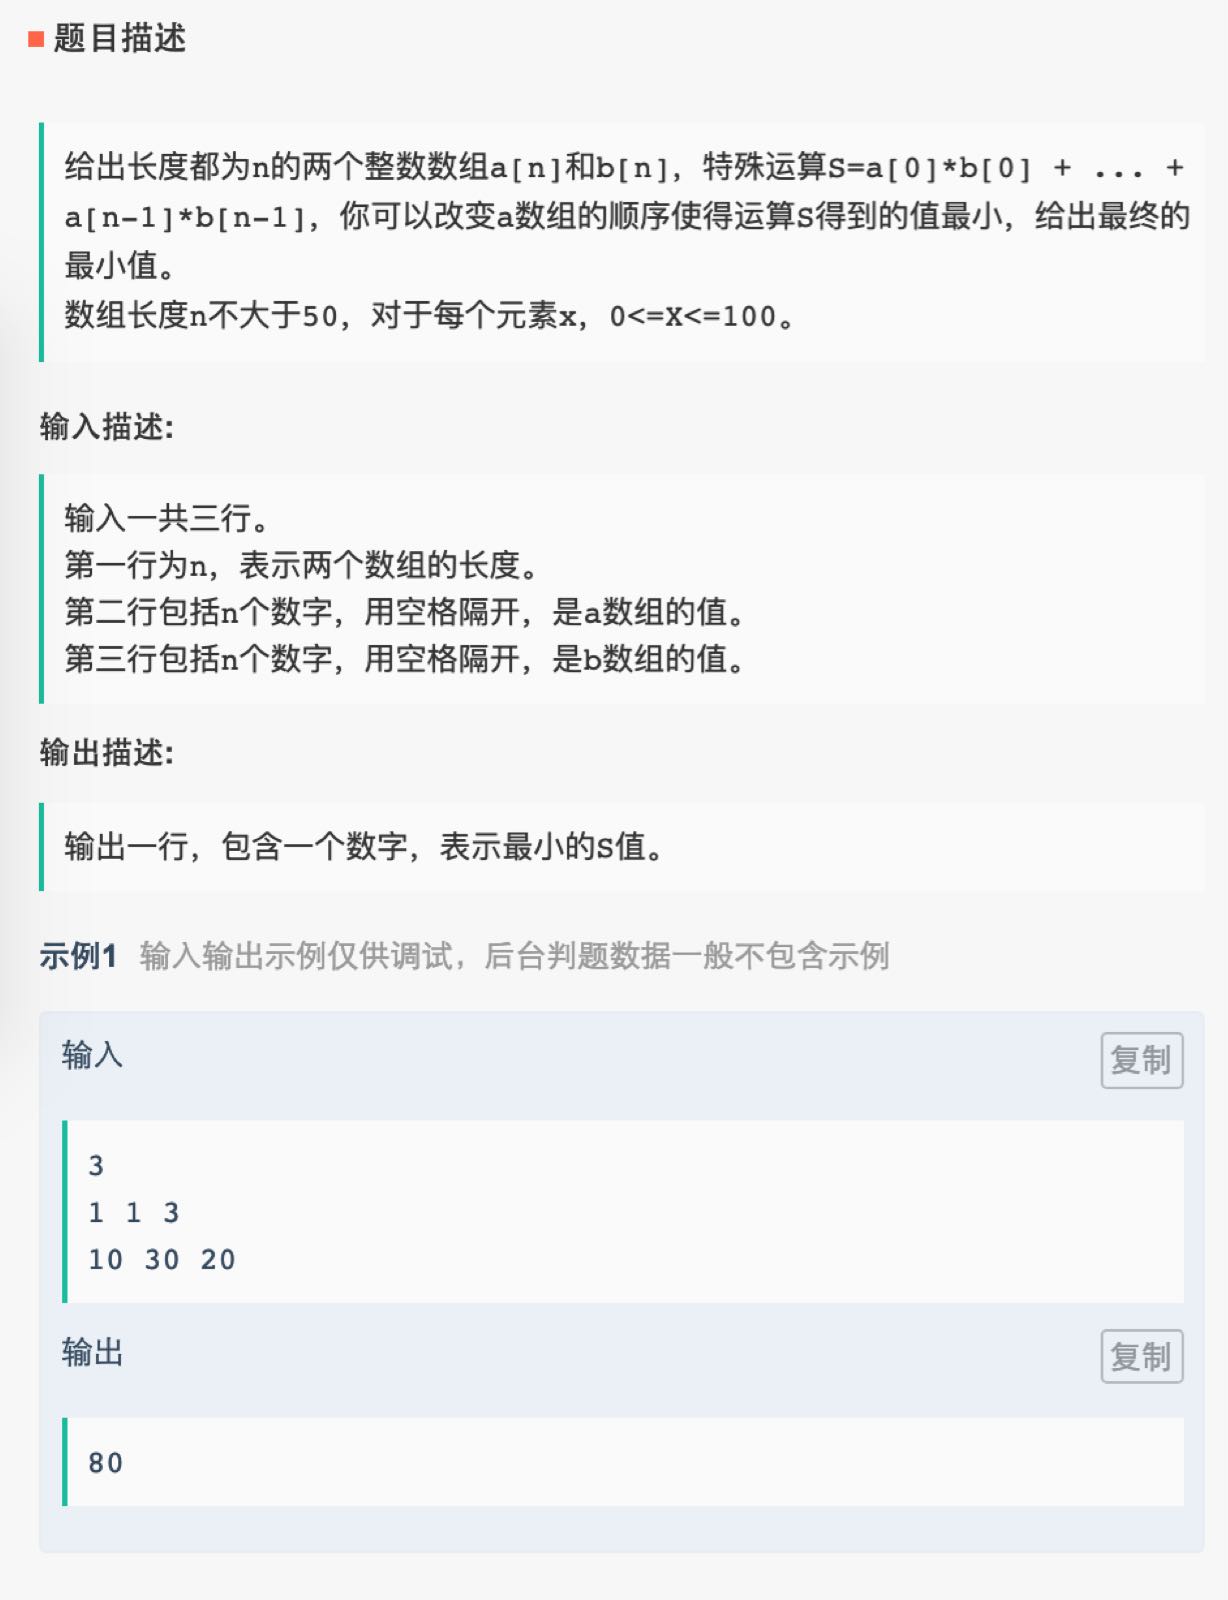 题目描述
给出长度都为n的两个整数数组a[n]和b[n]，特殊运算S=a[0]*b[0] + ... +
a[n-1]*b[n-1]，你可以改变a数组的顺序使得运算S得到的值最小，给出最终的
最小值。
数组长度n不大于50，对于每个元素x，0<=X<=100。
输入描述:
输入一共三行。
第一行为n，表示两个数组的长度。
第二行包括n个数字，用空格隔开，是a数组的值。
第三行包括n个数字，用空格隔开，是b数组的值。
输出描述:
输出一行，包含一个数字，表示最小的S值。
示例1 输入输出示例仅供调试，后台判题数据一般不包含示例
输入 复制
3
1 1 3
10 30 20
输出 复制
80